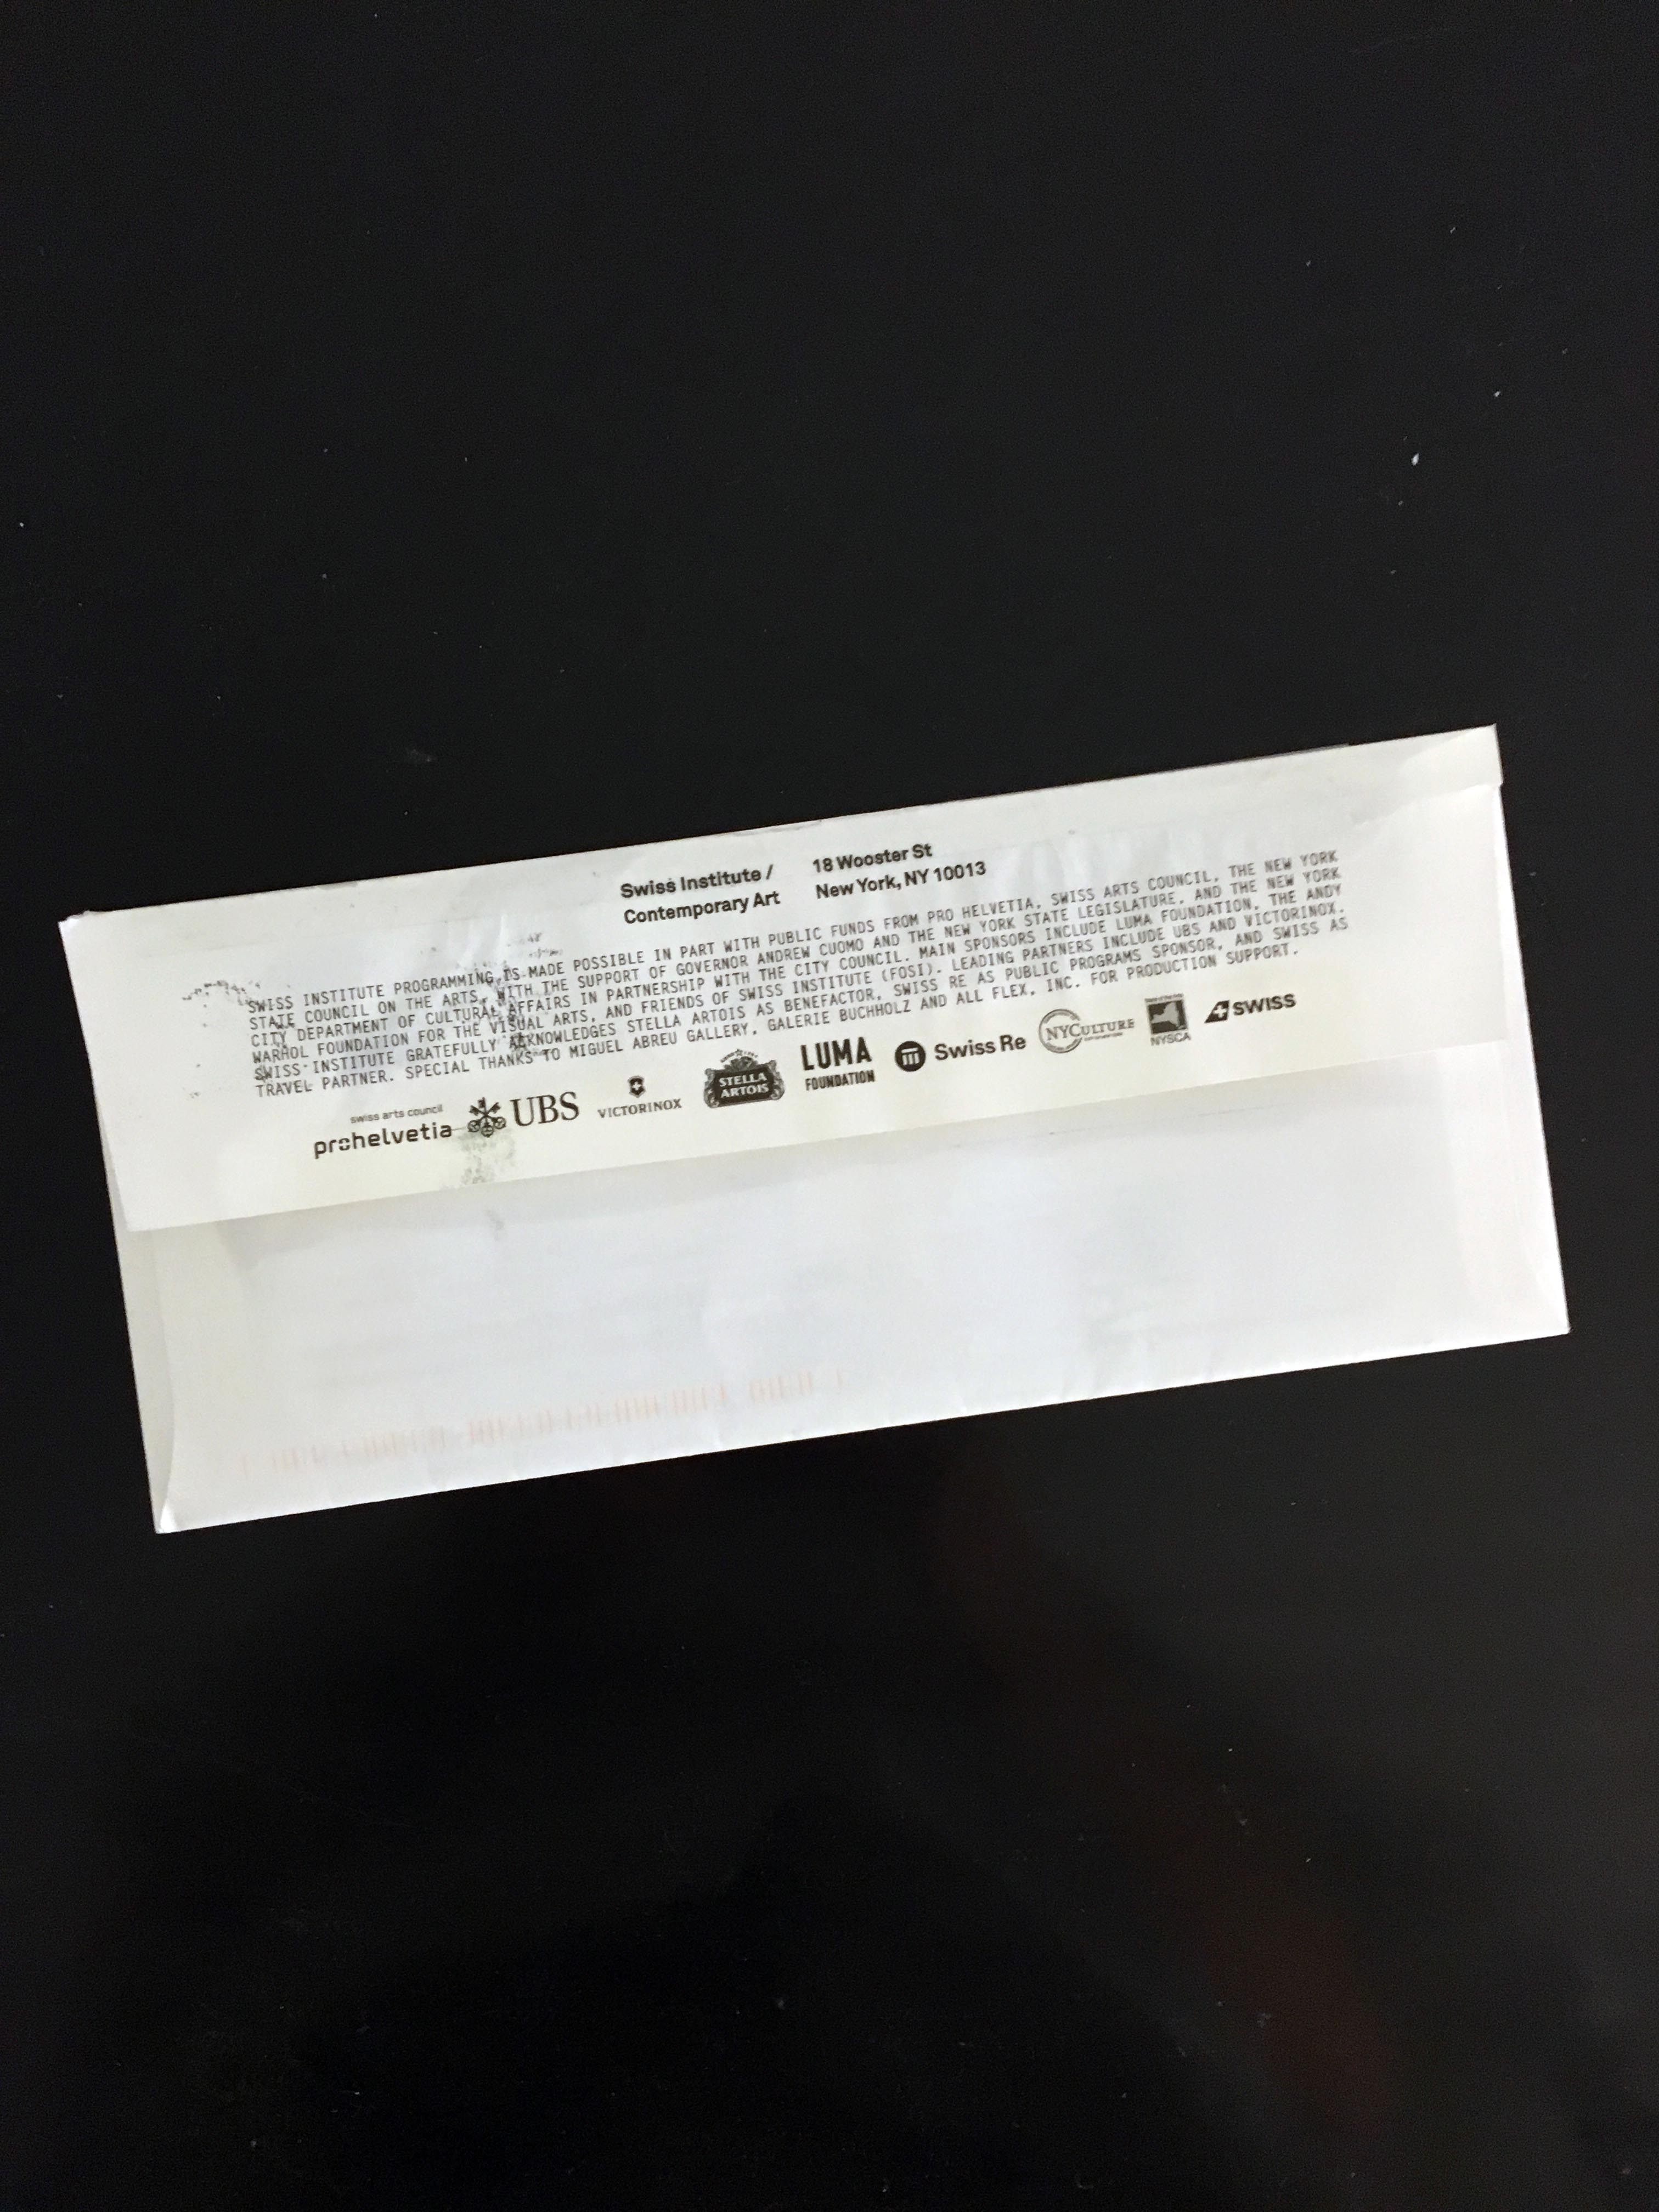 Swiss Institute /
Contemporary Art
18 Wooster St
New York, NY 10013
SWISS INSTITUTE PROGRAMMING IS MADE POSSIBLE IN PART WITH PUBLIC FUNDS FROM PRO HELVETIA, SWISS ARTS COUNCIL, THE NEW YORK
STATE COUNCIL ON THE ARTS, WITH THE SUPPORT OF GOVERNOR ANDREW CUOMO AND THE NEW YORK STATE LEGISLATURE, AND THE NEW YORK
CITY DEPARTMENT OF CULTURAL AFFAIRS IN PARTNERSHIP WITH THE CITY COUNCIL. MAIN SPONSORS INCLUDE LUMA FOUNDATION, THE ANDY
WARHOL FOUNDATION FOR THE VISUAL ARTS, AND FRIENDS OF SWISS INSTITUTE (FOSI). LEADING PARTNERS INCLUDE UBS AND VICTORINOX.
SWISS INSTITUTE GRATEFULLY ACKNOWLEDGES STELLA ARTOIS AS BENEFACTOR, SWISS RE AS PUBLIC PROGRAMS SPONSOR, AND SWISS AS
TRAVEL PARTNER. SPECIAL THANKS TO MIGUEL ABREU GALLERY, GALERIE BUCHHOLZ AND ALL FLEX, INC. FOR PRODUCTION SUPPORT.
swiss arts council
prohelvetia
UBS
VICTORINOX
STELLA
ARTOIS
LUMA
FOUNDATION
Swiss Re
NYCULTURE
NYSCA
SWISS